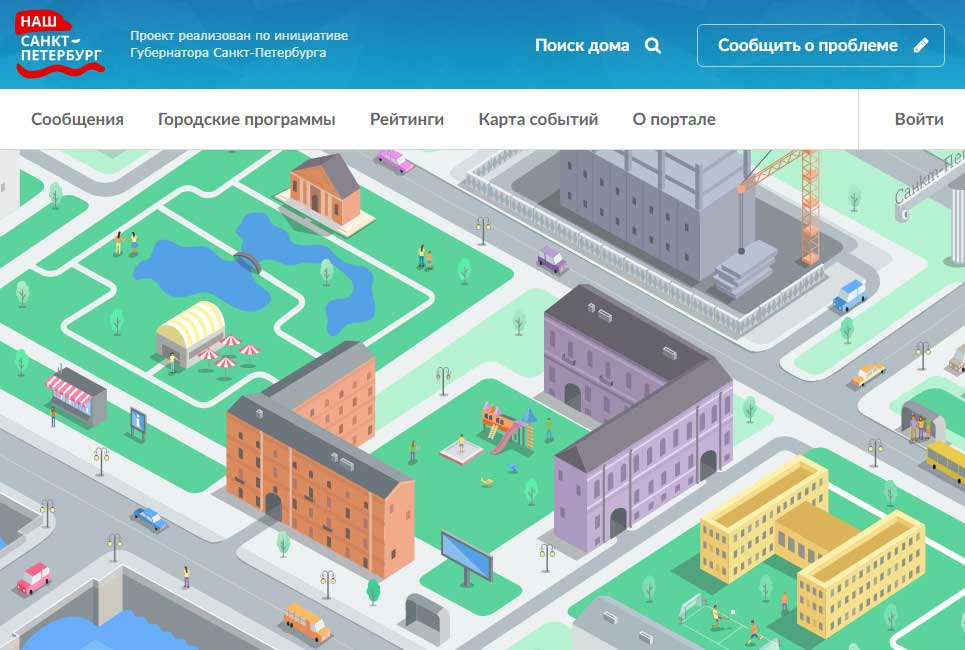 НАШ
САНКТ-
ПЕТЕРБУРГ
Проект реализован по инициативе
Губернатора Санкт-Петербурга
Поиск дома
Сообщить о проблеме
Сообщения
Городские программы
Рейтинги
Карта событий
О портале
Войти